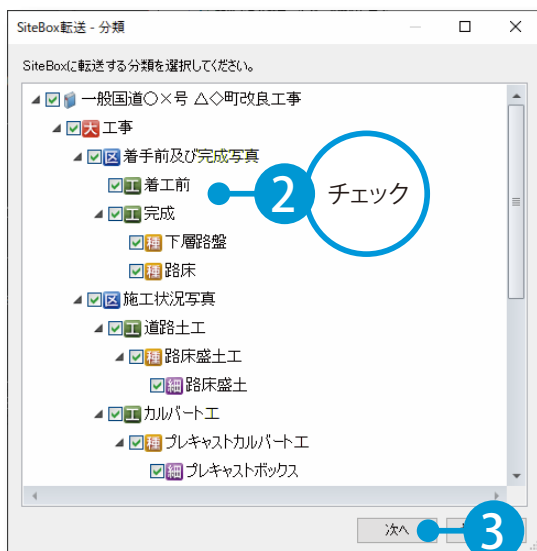 SiteBox転送 - 分類
SiteBoxに転送する分類を選択してください。
一般国道○×号 △◇町改良工事
大 工事
区 着手前及び完成写真
工 着工前
2 チェック
工 完成
種 下層路盤
種 路床
区 施工状況写真
工 道路土工
種 路床盛土工
細 路床盛土
工 カルバート工
種 プレキャストカルバート工
細 プレキャストボックス
次へ 3